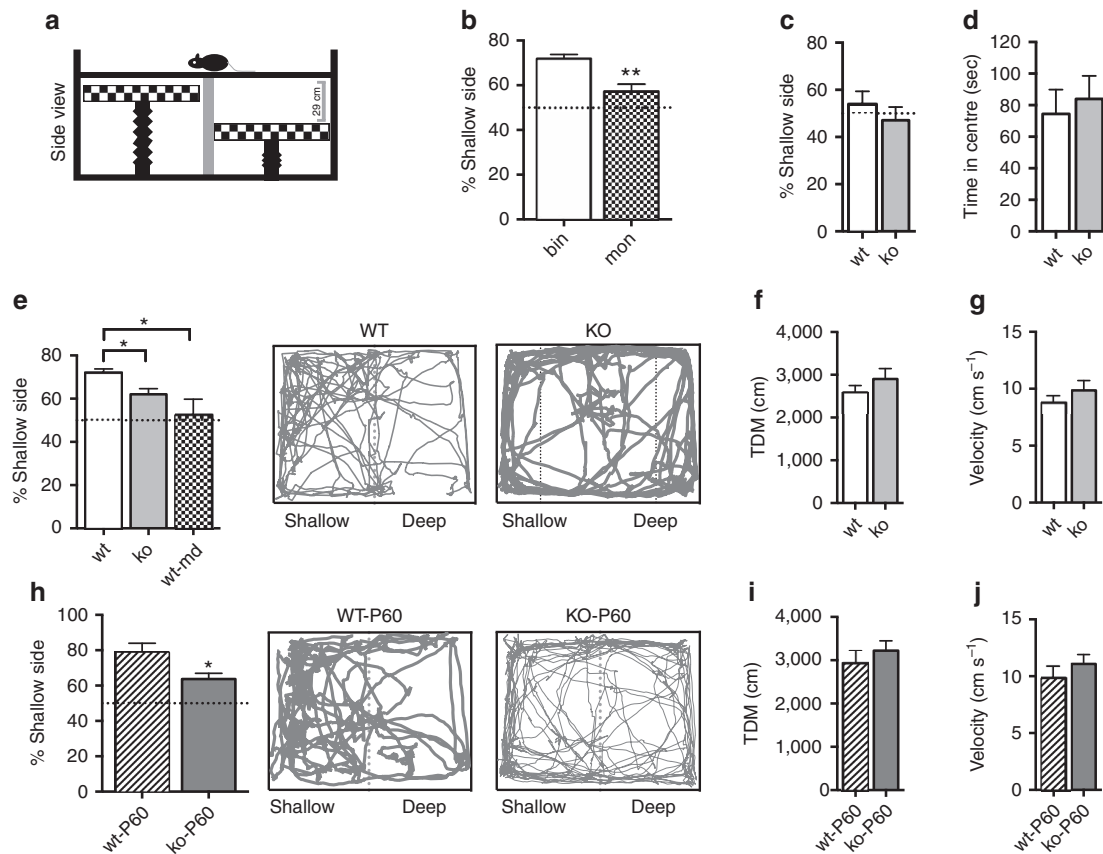 a
Side view
29 cm
b
% Shallow side
80
60
40
20
0
**
bin
mon
c
% Shallow side
80
60
40
20
0
wt
ko
d
Time in centre (sec)
120
100
80
60
40
20
0
wt
ko
e
% Shallow side
80
60
40
20
0
*
*
wt
ko
wt-md
WT
Shallow Deep
KO
Shallow Deep
f
TDM (cm)
4,000
3,000
2,000
1,000
0
wt
ko
g
Velocity (cm s⁻¹)
15
10
5
0
wt
ko
h
% Shallow side
100
80
60
40
20
0
*
wt-P60
ko-P60
WT-P60
Shallow Deep
KO-P60
Shallow Deep
i
TDM (cm)
4,000
3,000
2,000
1,000
0
wt-P60
ko-P60
j
Velocity (cm s⁻¹)
15
10
5
0
wt-P60
ko-P60